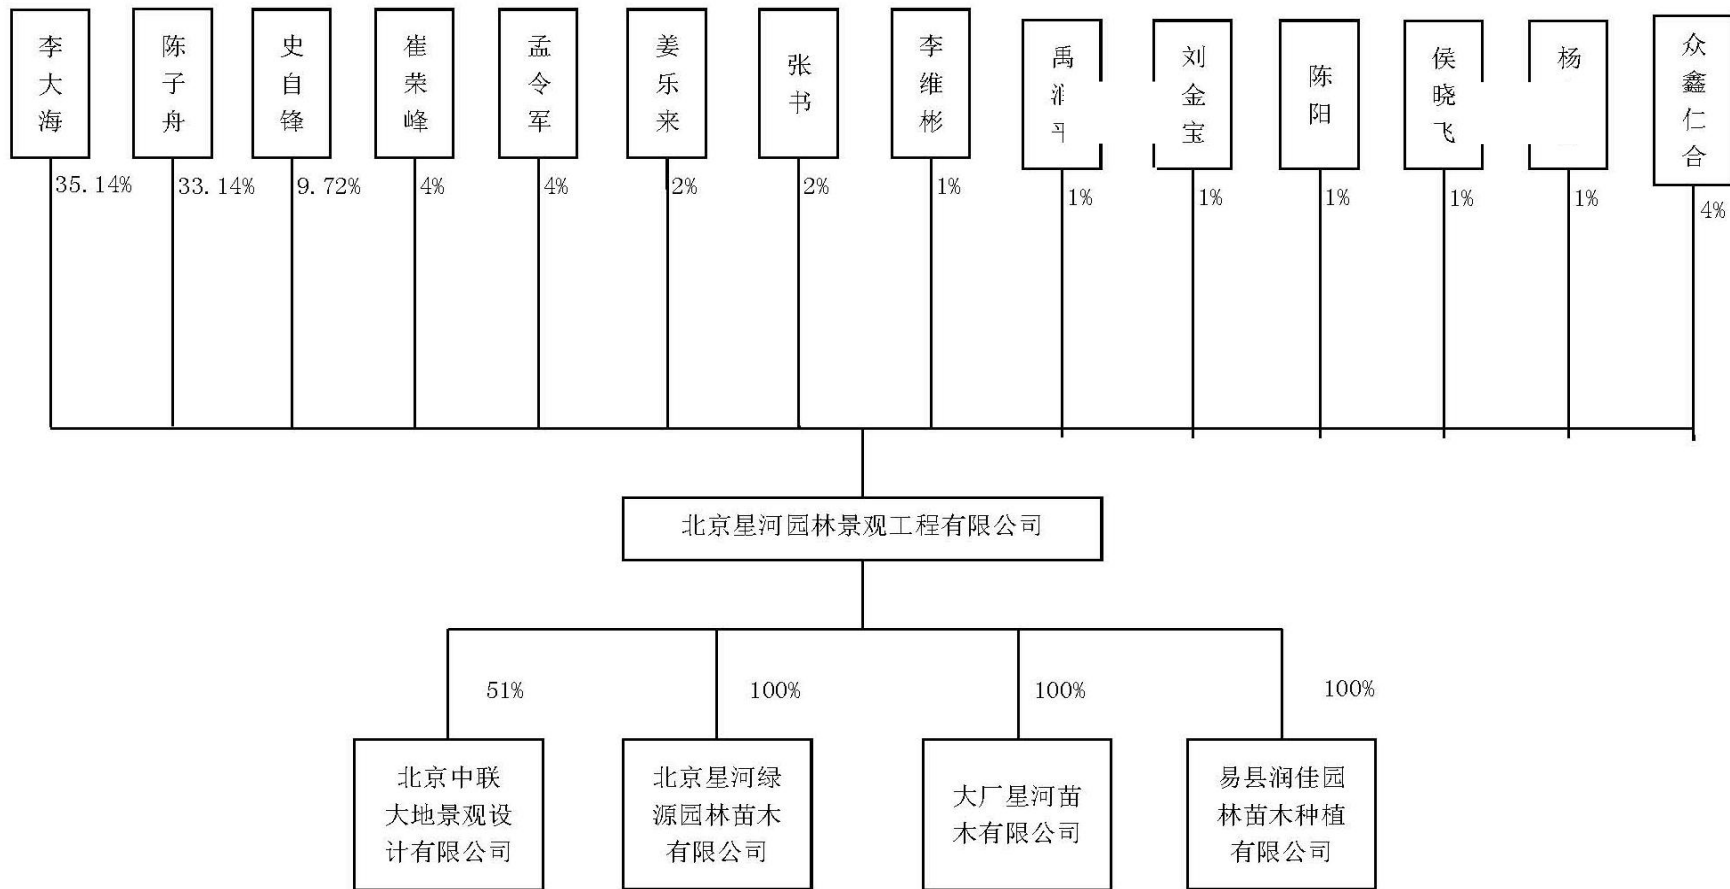 李大海
陈子舟
史自锋
崔荣峰
孟令军
姜乐来
张书
李维彬
禹润平
刘金宝
陈阳
侯晓飞
杨
众鑫仁合
35.14%
33.14%
9.72%
4%
4%
2%
2%
1%
1%
1%
1%
1%
1%
4%
北京星河园林景观工程有限公司
51%
100%
100%
100%
北京中联
大地景观设
计有限公司
北京星河绿
源园林苗木
有限公司
大厂星河苗
木有限公司
易县润佳园
林苗木种植
有限公司